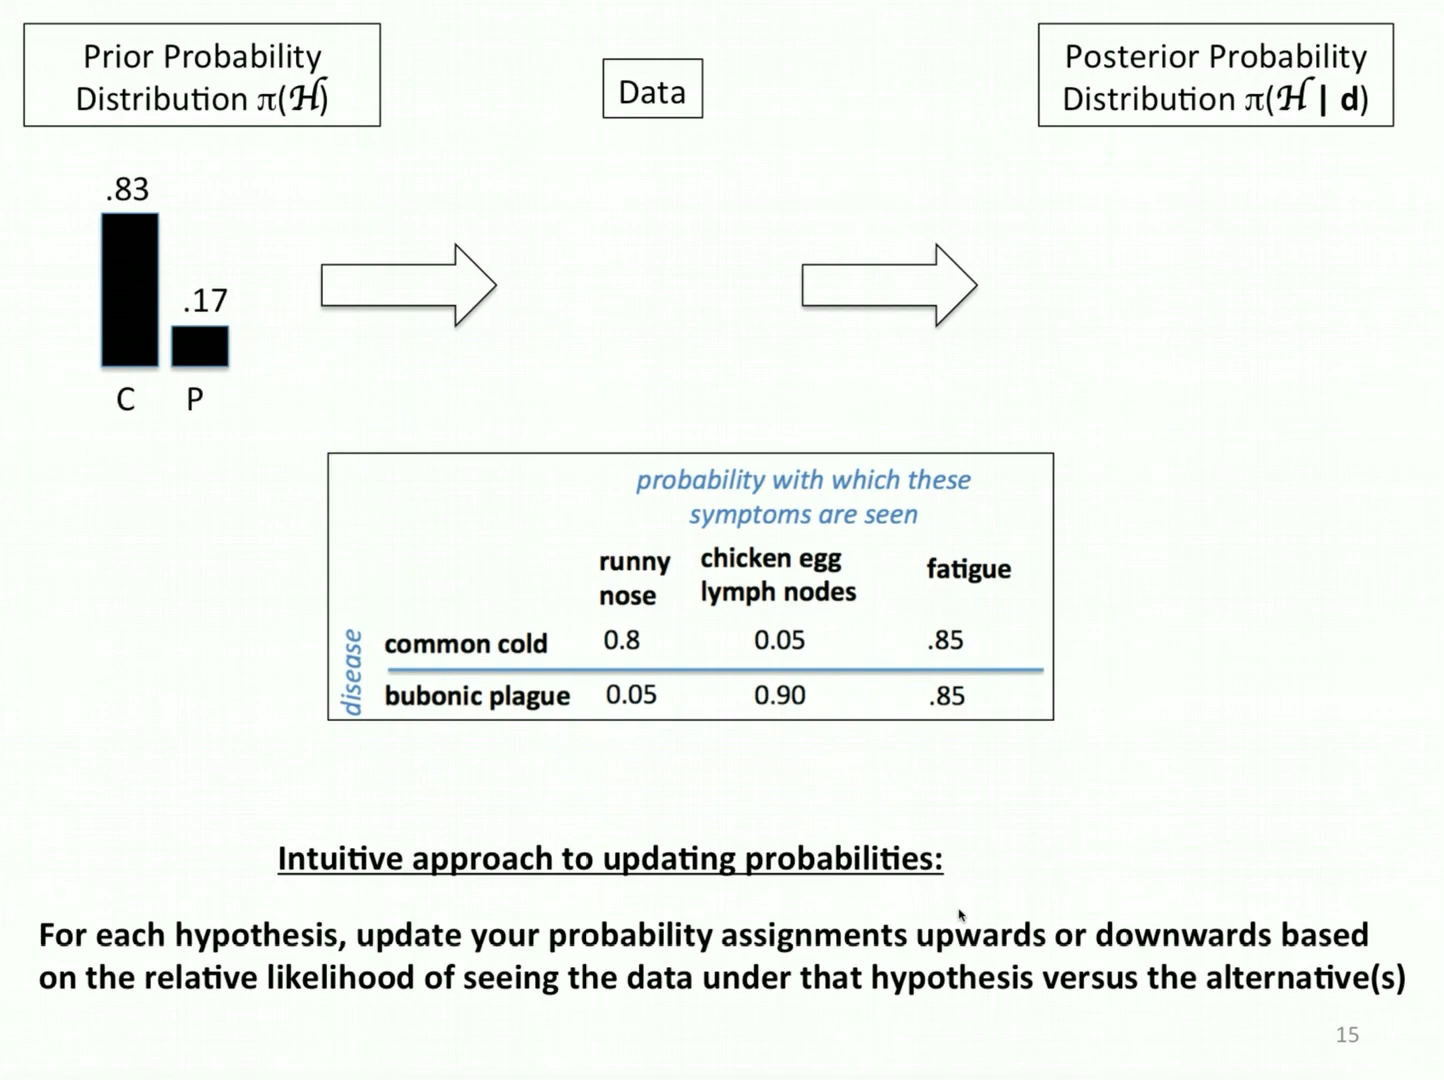 Prior Probability
Distribution π(ℋ)
Data
Posterior Probability
Distribution π(ℋ | d)
.83
.17
C P
probability with which these
symptoms are seen
runny
nose
chicken egg
lymph nodes
fatigue
disease
common cold 0.8 0.05 .85
bubonic plague 0.05 0.90 .85
Intuitive approach to updating probabilities:
For each hypothesis, update your probability assignments upwards or downwards based
on the relative likelihood of seeing the data under that hypothesis versus the alternative(s)
15